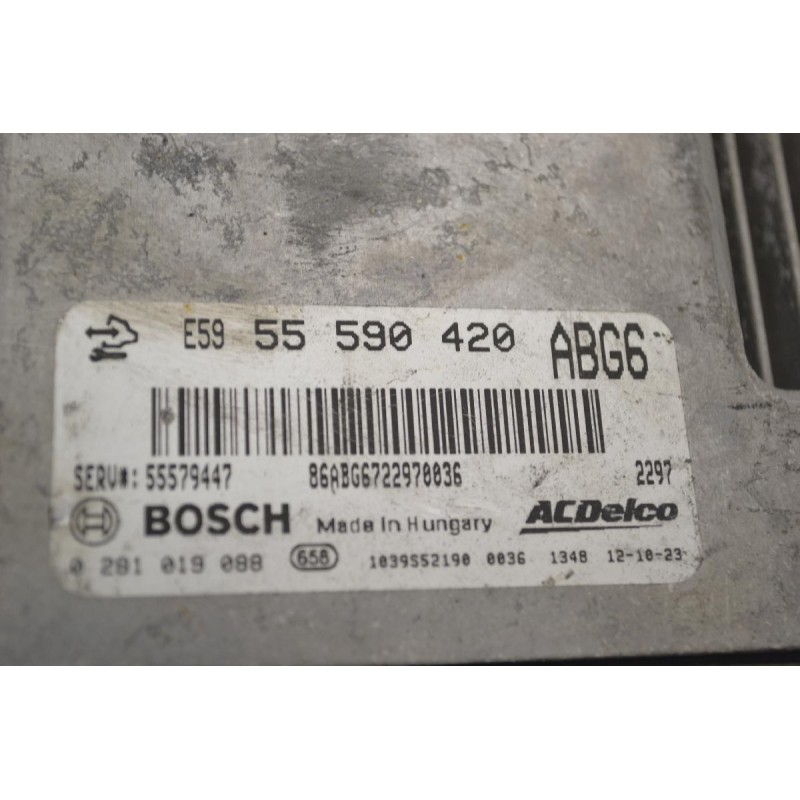 E59 55 590 420 ABG6
SERV#: 55579447 86ABG6722970036 2297
BOSCH Made in Hungary ACDelco
0 281 019 088 658 1039S52190 0036 1348 12-10-23